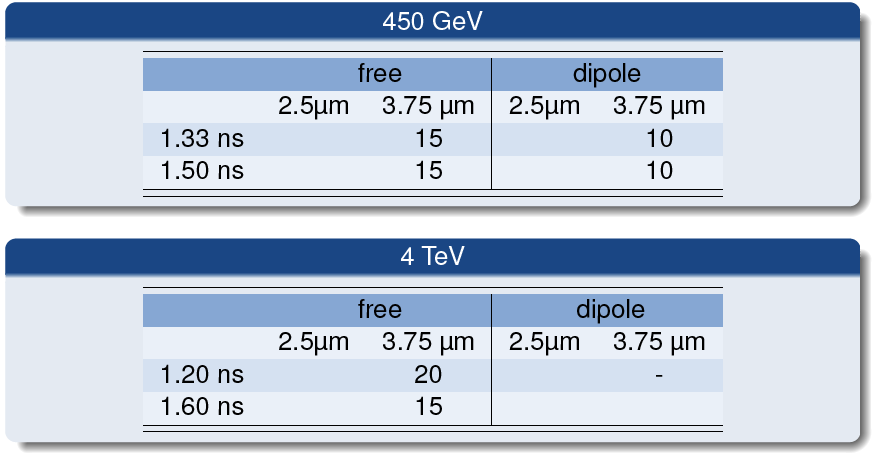 450 GeV
free dipole
2.5µm 3.75 µm 2.5µm 3.75 µm
1.33 ns 15 10
1.50 ns 15 10
4 TeV
free dipole
2.5µm 3.75 µm 2.5µm 3.75 µm
1.20 ns 20 -
1.60 ns 15